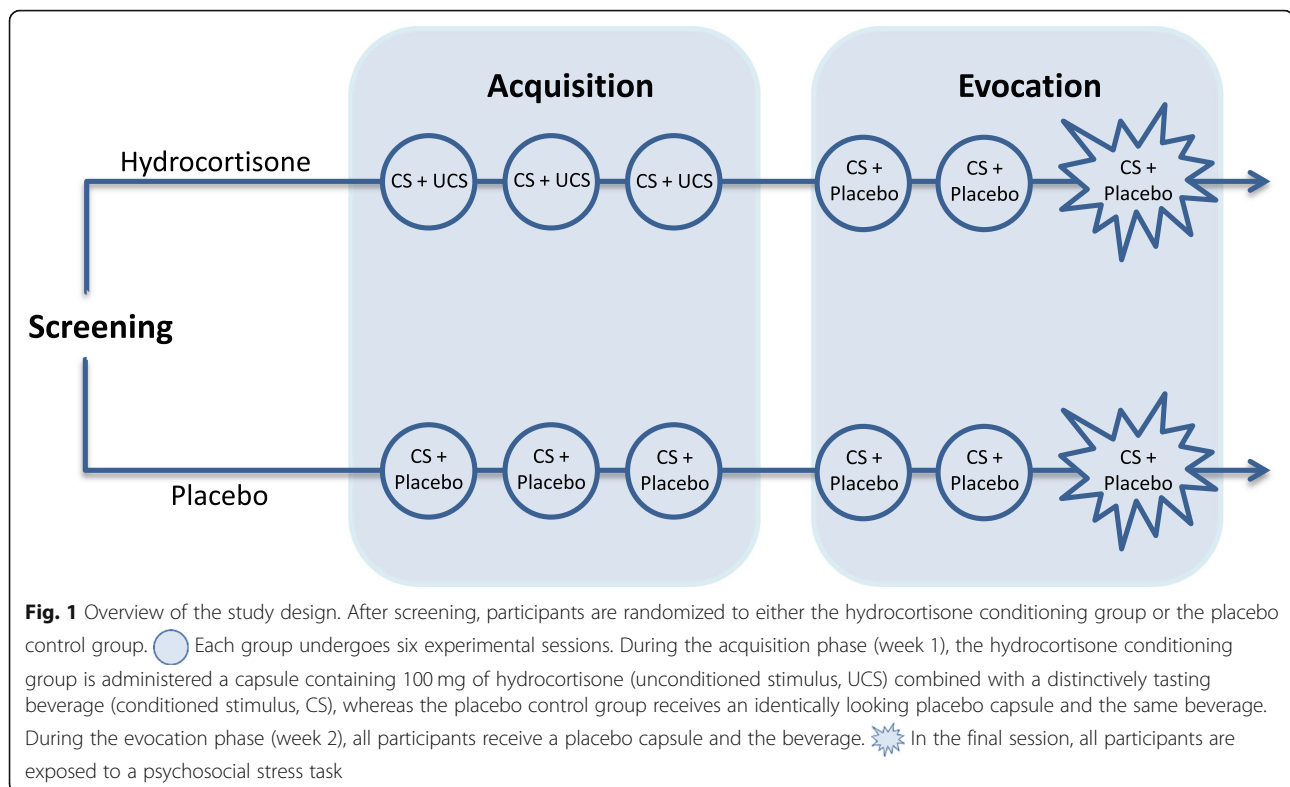 Acquisition
Evocation
Hydrocortisone
CS + UCS
CS + UCS
CS + UCS
CS +
Placebo
CS +
Placebo
CS +
Placebo
Screening
CS +
Placebo
CS +
Placebo
CS +
Placebo
CS +
Placebo
CS +
Placebo
CS +
Placebo
Placebo
Fig. 1 Overview of the study design. After screening, participants are randomized to either the hydrocortisone conditioning group or the placebo
control group. Each group undergoes six experimental sessions. During the acquisition phase (week 1), the hydrocortisone conditioning
group is administered a capsule containing 100 mg of hydrocortisone (unconditioned stimulus, UCS) combined with a distinctively tasting
beverage (conditioned stimulus, CS), whereas the placebo control group receives an identically looking placebo capsule and the same beverage.
During the evocation phase (week 2), all participants receive a placebo capsule and the beverage. In the final session, all participants are
exposed to a psychosocial stress task